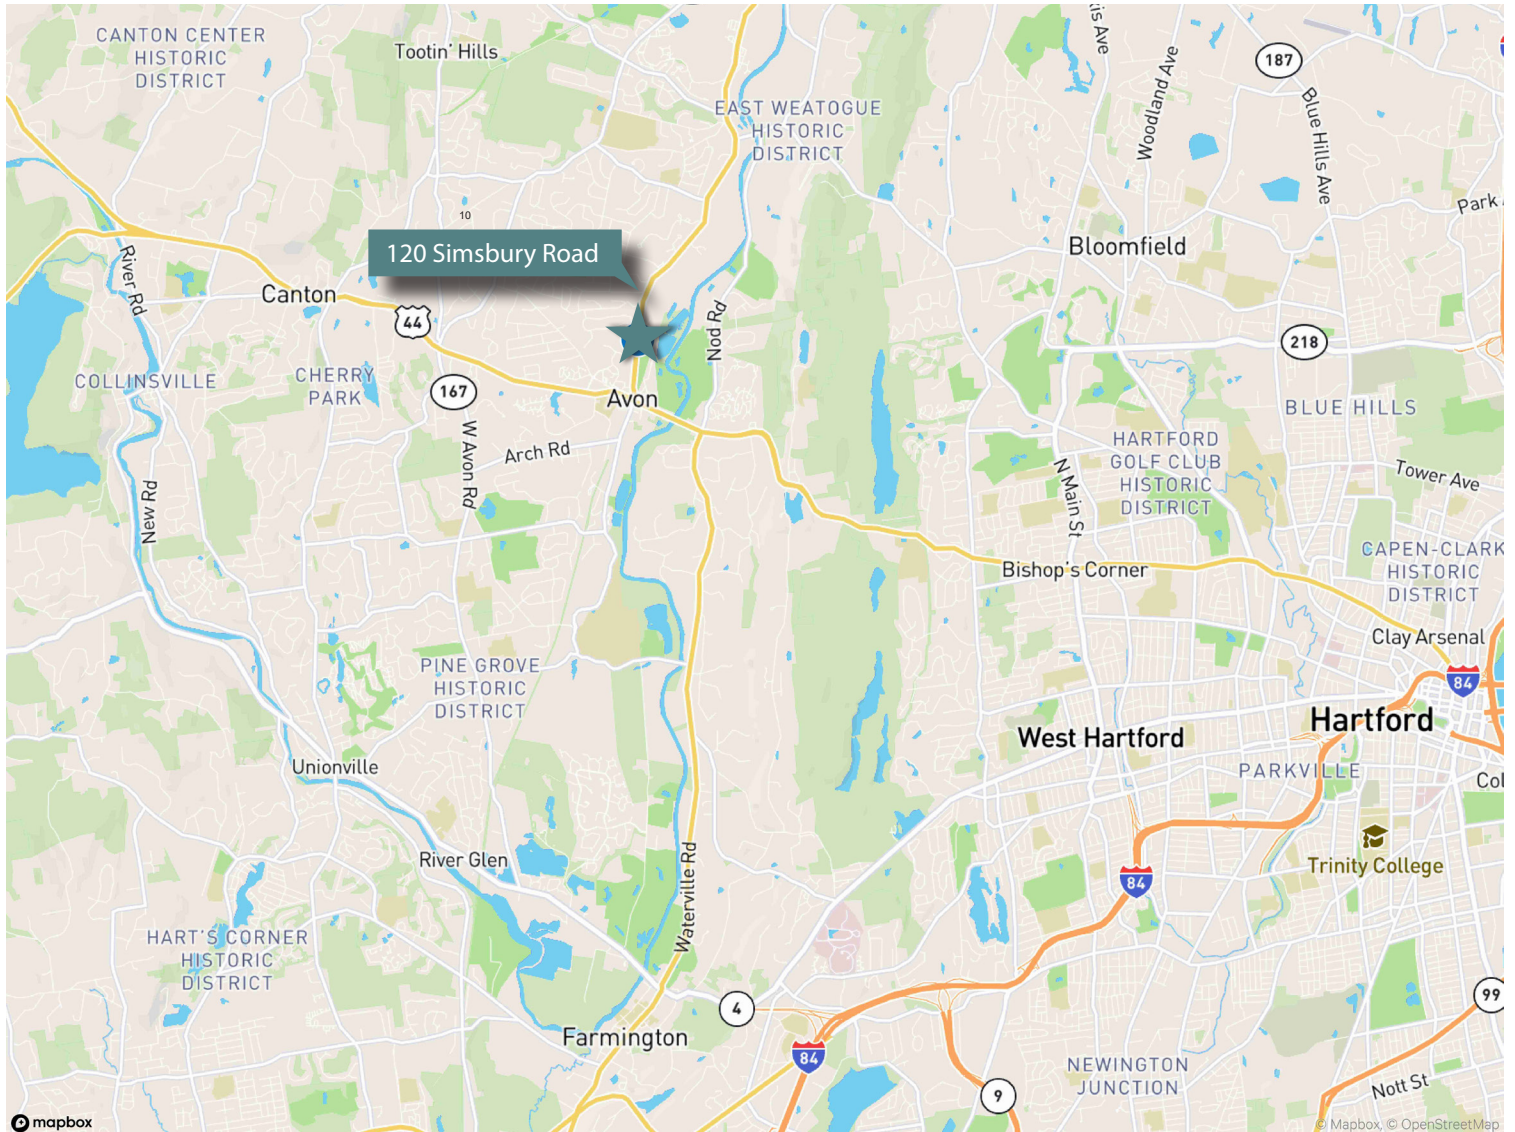 CANTON CENTER
HISTORIC
DISTRICT
Tootin' Hills
is Ave
Woodland Ave
187
Blue Hills Ave
EAST WEATOGUE
HISTORIC
DISTRICT
Park
10
120 Simsbury Road
Bloomfield
River Rd
Canton
44
Nod Rd
218
COLLINSVILLE
CHERRY
PARK
167
Avon
BLUE HILLS
W Avon Rd
Arch Rd
HARTFORD
GOLF CLUB
HISTORIC
DISTRICT
N Main St
Tower Ave
New Rd
CAPEN-CLARK
HISTORIC
DISTRICT
Bishop's Corner
Clay Arsenal
PINE GROVE
HISTORIC
DISTRICT
84
Hartford
West Hartford
Unionville
PARKVILLE
Col
River Glen
Waterville Rd
Trinity College
84
HART'S CORNER
HISTORIC
DISTRICT
4
99
Farmington
84
NEWINGTON
JUNCTION
9
Nott St
mapbox
© Mapbox, © OpenStreetMap